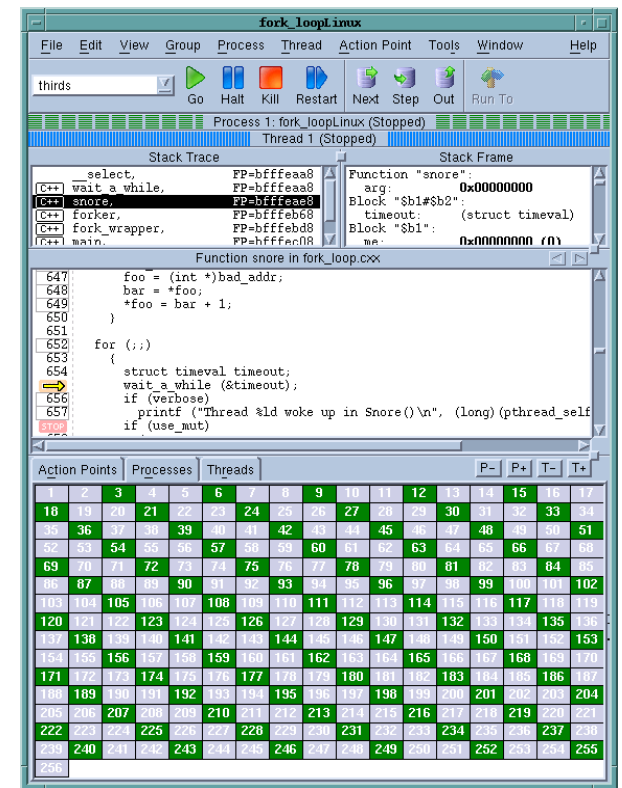 fork_loopLinux
File Edit View Group Process Thread Action Point Tools Window Help
thirds
Go Halt Kill Restart Next Step Out Run To
Process 1: fork_loopLinux (Stopped)
Thread 1 (Stopped)
Stack Trace
__select, FP=bfffeaa8
C++ wait_a_while, FP=bfffeaa8
C++ snore, FP=bfffeae8
C++ forker, FP=bfffeb68
C++ fork_wrapper, FP=bfffebd8
C++ main, FP=bfffec08
Stack Frame
Function "snore":
arg: 0x00000000
Block "$b1#$b2":
timeout: (struct timeval)
Block "$b1":
me: 0x00000000 (0)
Function snore in fork_loop.cxx
647 foo = (int *)bad_addr;
648 bar = *foo;
649 *foo = bar + 1;
650 }
651
652 for (;;)
653 {
654 struct timeval timeout;
wait_a_while (&timeout);
656 if (verbose)
657 printf ("Thread %ld woke up in Snore()\n", (long)(pthread_self
STOP if (use_mut)
Action Points Processes Threads P- P+ T- T+
1 2 3 4 5 6 7 8 9 10 11 12 13 14 15 16 17
18 19 20 21 22 23 24 25 26 27 28 29 30 31 32 33 34
35 36 37 38 39 40 41 42 43 44 45 46 47 48 49 50 51
52 53 54 55 56 57 58 59 60 61 62 63 64 65 66 67 68
69 70 71 72 73 74 75 76 77 78 79 80 81 82 83 84 85
86 87 88 89 90 91 92 93 94 95 96 97 98 99 100 101 102
103 104 105 106 107 108 109 110 111 112 113 114 115 116 117 118 119
120 121 122 123 124 125 126 127 128 129 130 131 132 133 134 135 136
137 138 139 140 141 142 143 144 145 146 147 148 149 150 151 152 153
154 155 156 157 158 159 160 161 162 163 164 165 166 167 168 169 170
171 172 173 174 175 176 177 178 179 180 181 182 183 184 185 186 187
188 189 190 191 192 193 194 195 196 197 198 199 200 201 202 203 204
205 206 207 208 209 210 211 212 213 214 215 216 217 218 219 220 221
222 223 224 225 226 227 228 229 230 231 232 233 234 235 236 237 238
239 240 241 242 243 244 245 246 247 248 249 250 251 252 253 254 255
256